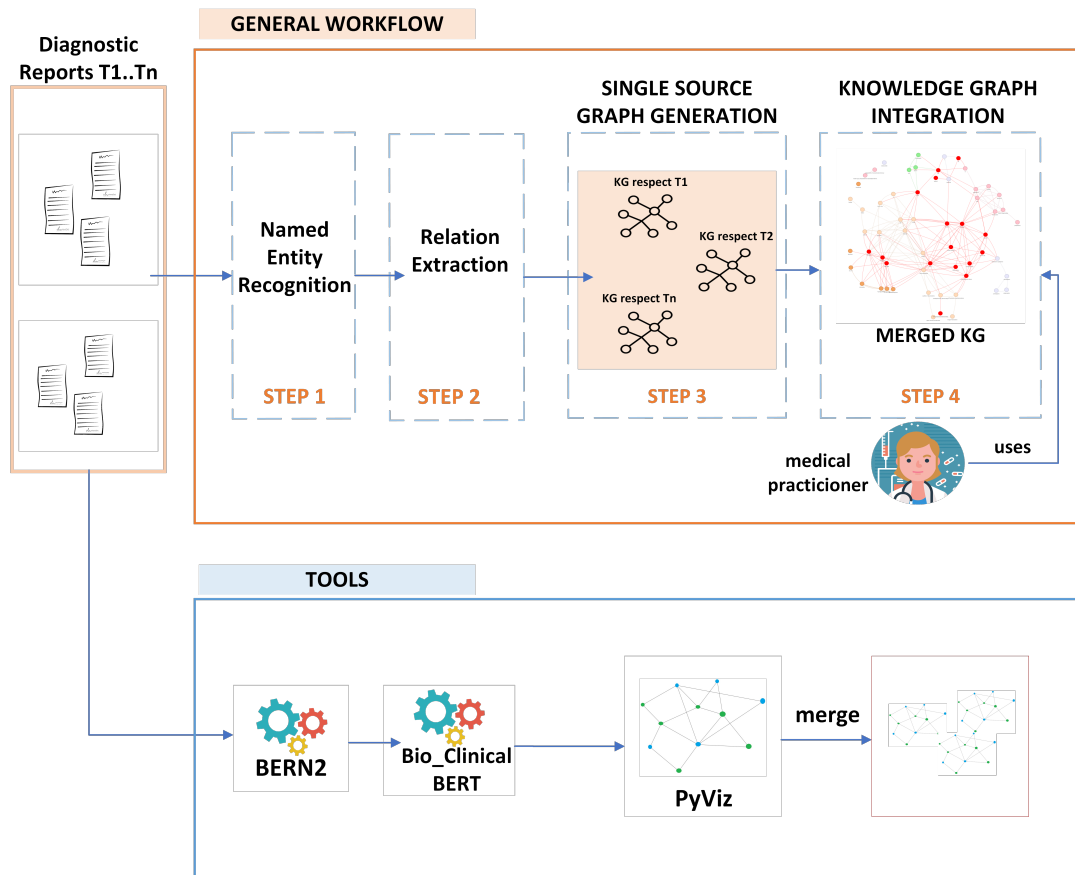 GENERAL WORKFLOW
Diagnostic
Reports T1..Tn
SINGLE SOURCE
GRAPH GENERATION
KNOWLEDGE GRAPH
INTEGRATION
Named
Entity
Recognition
STEP 1
Relation
Extraction
STEP 2
KG respect T1
KG respect T2
KG respect Tn
STEP 3
MERGED KG
STEP 4
medical
practicioner
uses
TOOLS
BERN2
Bio_Clinical
BERT
PyViz
merge